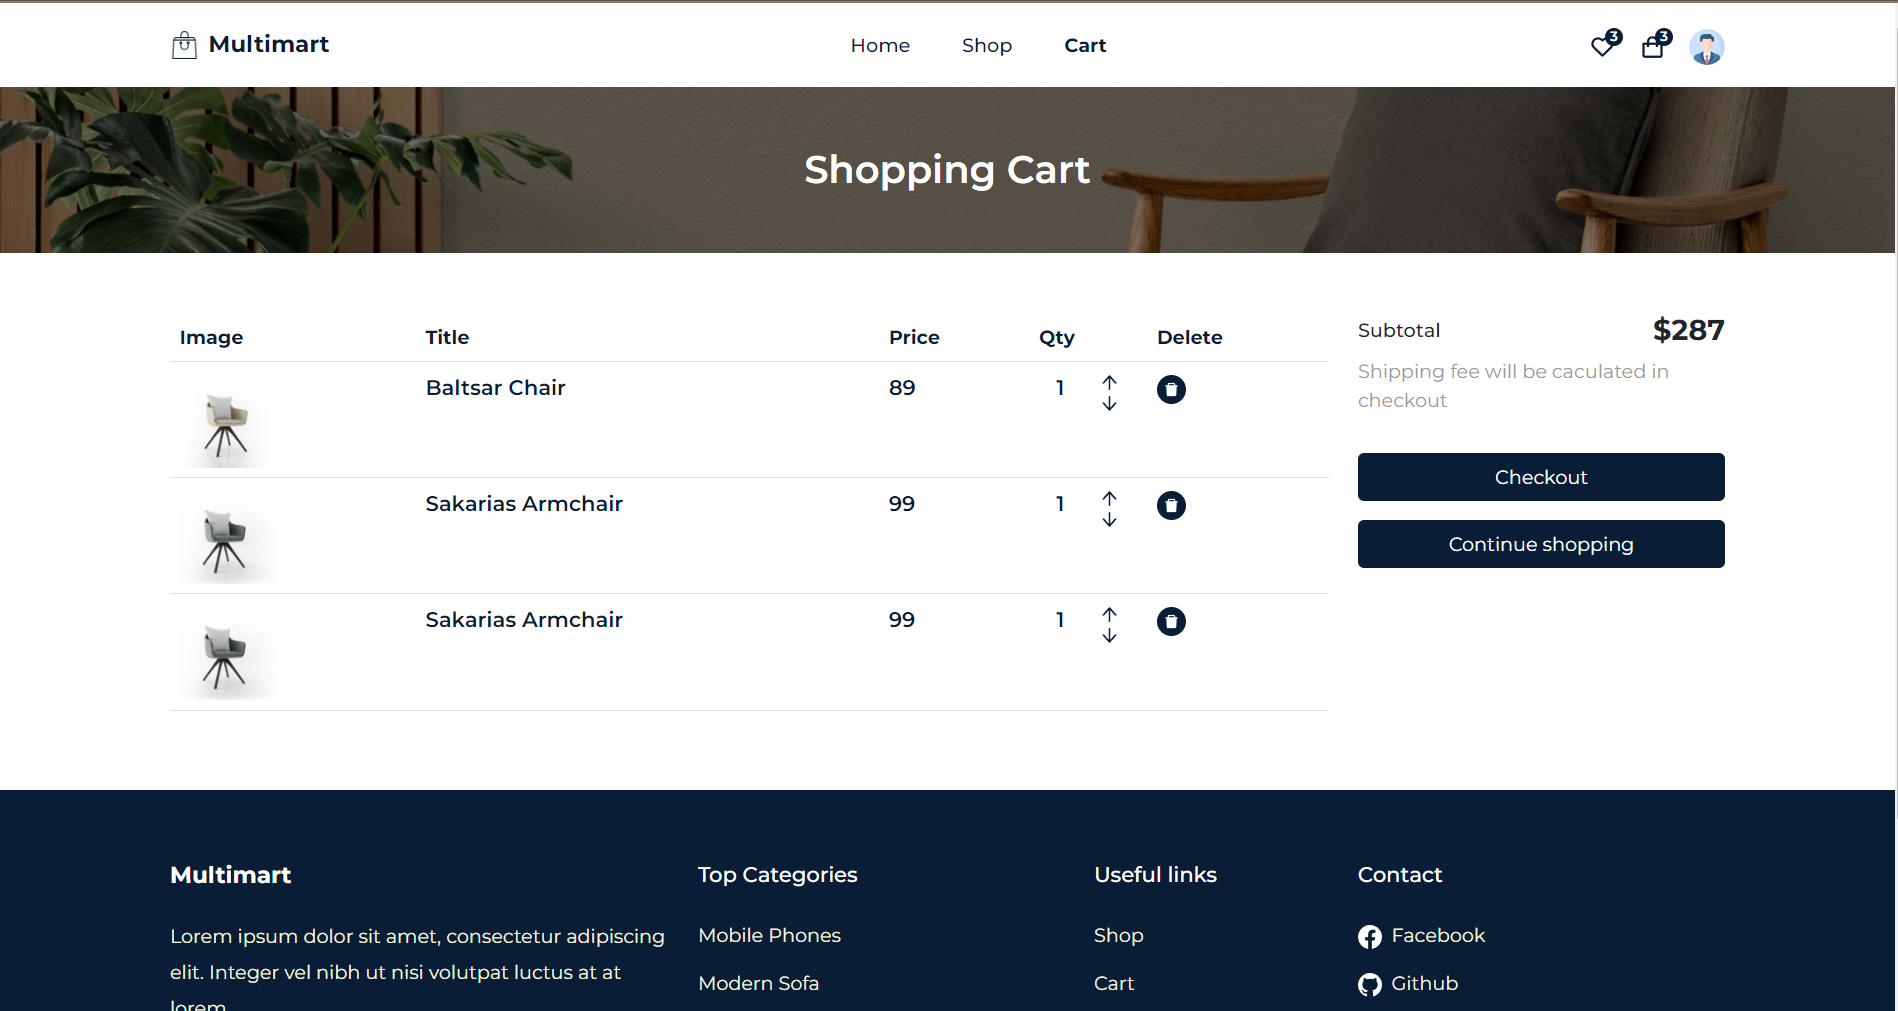 Multimart
Home
Shop
Cart
3
3
Shopping Cart
Image Title Price Qty Delete
Baltsar Chair 89 1
Sakarias Armchair 99 1
Sakarias Armchair 99 1
Subtotal $287
Shipping fee will be caculated in
checkout
Checkout
Continue shopping
Multimart
Lorem ipsum dolor sit amet, consectetur adipiscing
elit. Integer vel nibh ut nisi volutpat luctus at at
lorem
Top Categories
Mobile Phones
Modern Sofa
Useful links
Shop
Cart
Contact
Facebook
Github